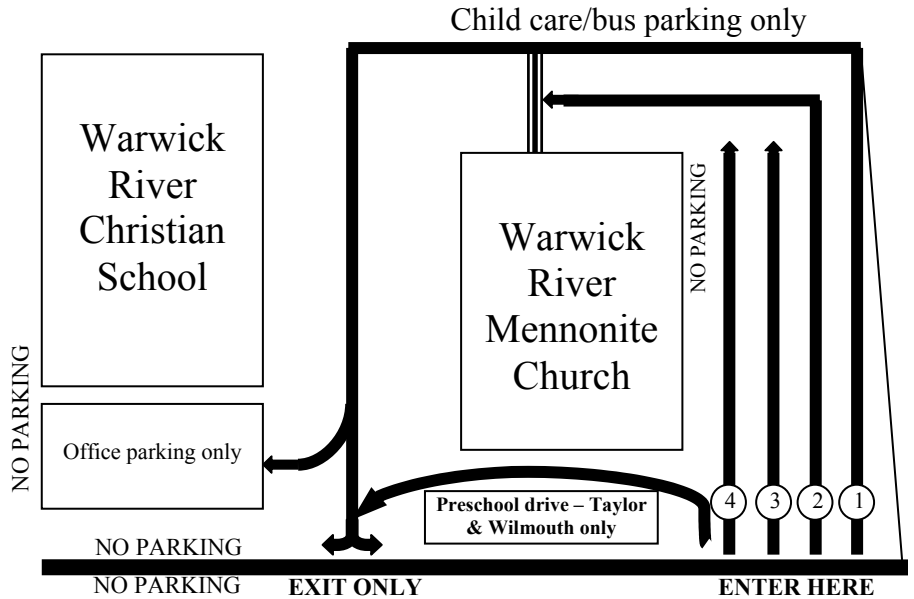 Child care/bus parking only
Warwick
River
Christian
School
NO PARKING
Warwick
River
Mennonite
Church
NO PARKING
Office parking only
Preschool drive – Taylor
& Wilmouth only
4 3 2 1
NO PARKING
NO PARKING
EXIT ONLY
ENTER HERE